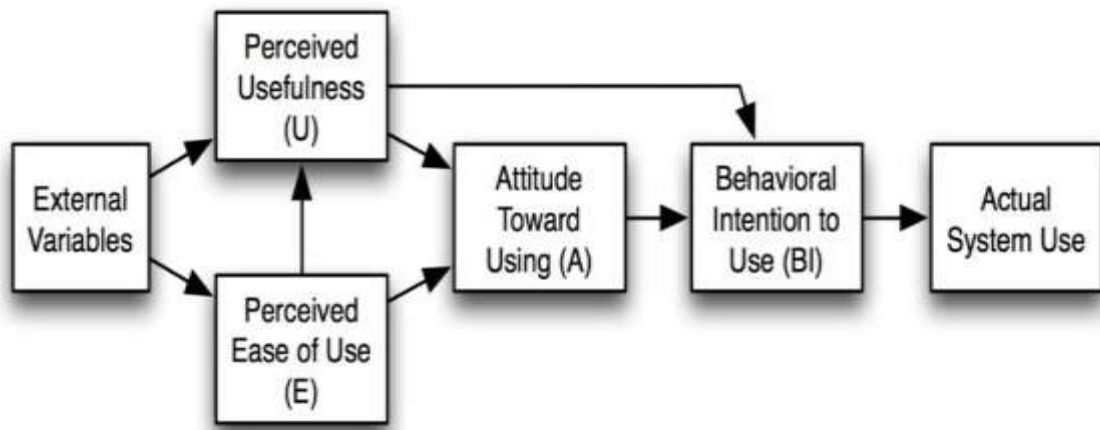 External
Variables
Perceived
Usefulness
(U)
Perceived
Ease of Use
(E)
Attitude
Toward
Using (A)
Behavioral
Intention to
Use (BI)
Actual
System Use